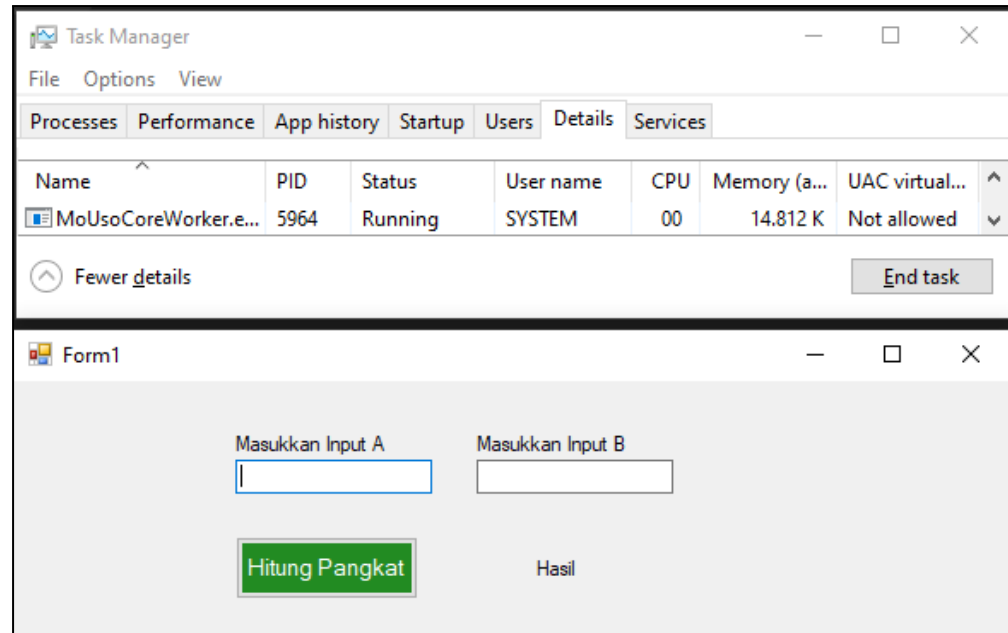 Task Manager
File Options View
Processes Performance App history Startup Users Details Services
Name PID Status User name CPU Memory (a... UAC virtual...
MoUsoCoreWorker.e... 5964 Running SYSTEM 00 14.812 K Not allowed
Fewer details End task
Form1
Masukkan Input A Masukkan Input B
Hitung Pangkat Hasil